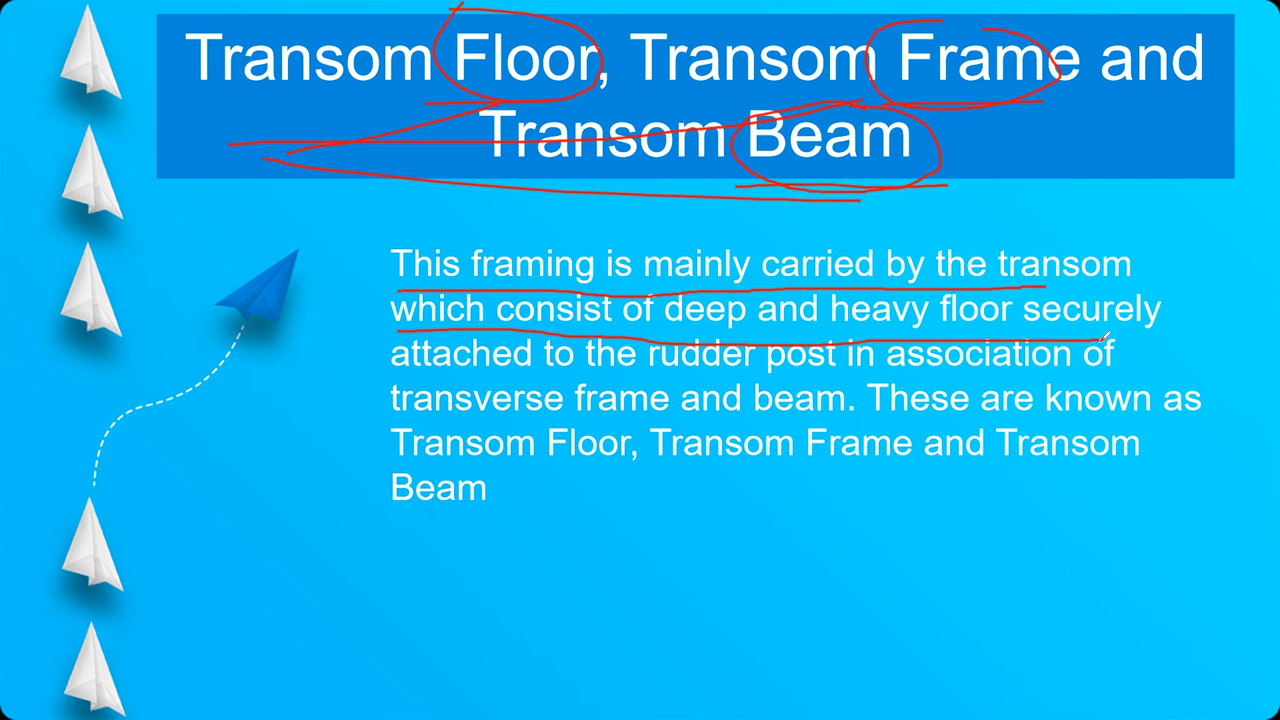 Transom Floor, Transom Frame and
Transom Beam
This framing is mainly carried by the transom
which consist of deep and heavy floor securely
attached to the rudder post in association of
transverse frame and beam. These are known as
Transom Floor, Transom Frame and Transom
Beam